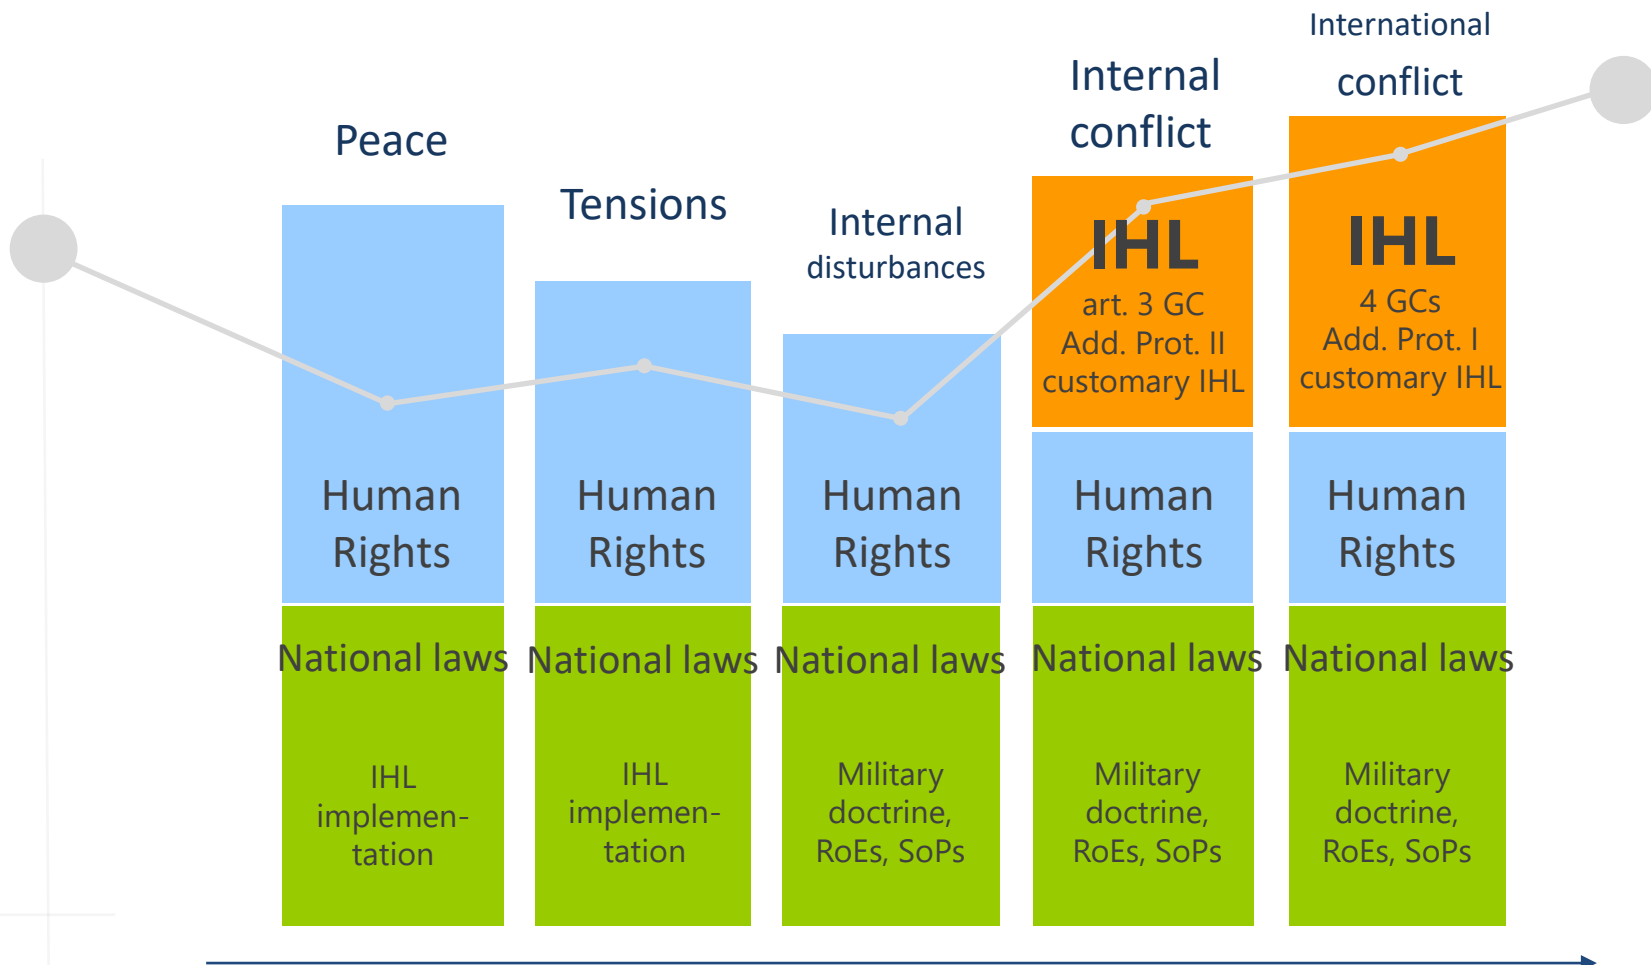 Peace
Tensions
Internal
disturbances
Internal
conflict
International
conflict
IHL
art. 3 GC
Add. Prot. II
customary IHL
IHL
4 GCs
Add. Prot. I
customary IHL
Human
Rights
Human
Rights
Human
Rights
Human
Rights
Human
Rights
National laws
National laws
National laws
National laws
National laws
IHL
implemen-
tation
IHL
implemen-
tation
Military
doctrine,
RoEs, SoPs
Military
doctrine,
RoEs, SoPs
Military
doctrine,
RoEs, SoPs